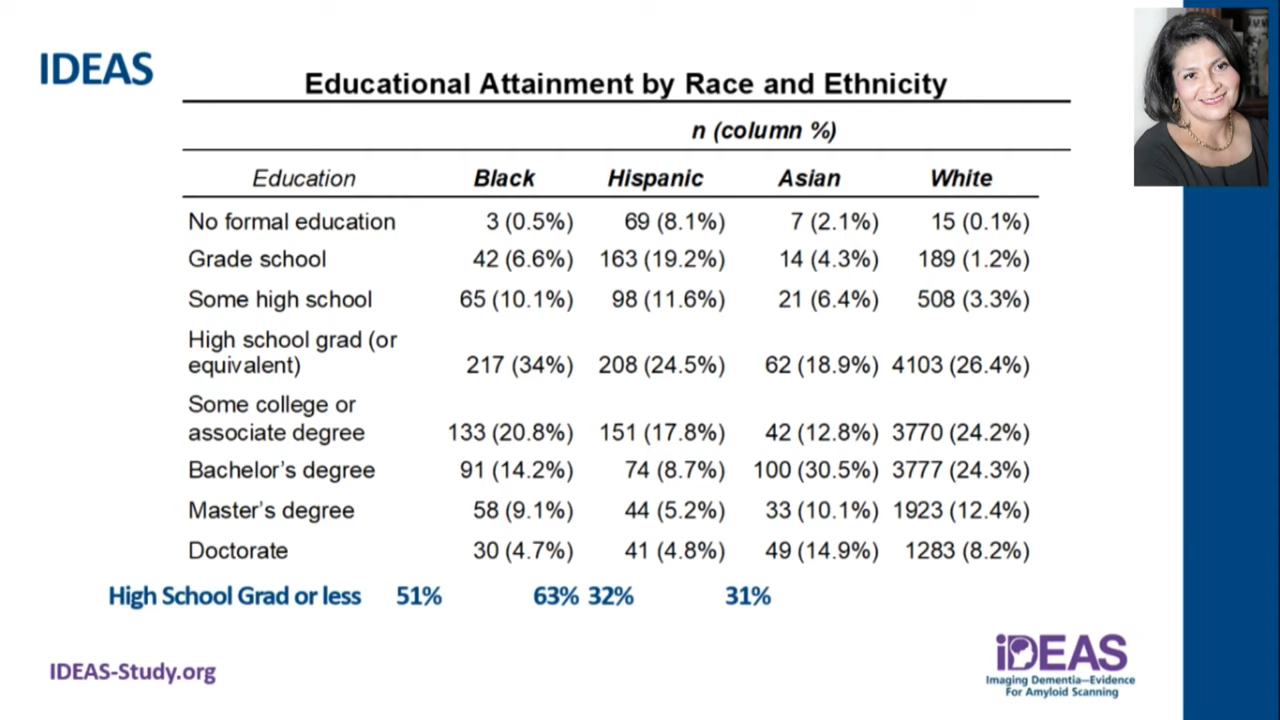 IDEAS
Educational Attainment by Race and Ethnicity
n (column %)
Education Black Hispanic Asian White
No formal education 3 (0.5%) 69 (8.1%) 7 (2.1%) 15 (0.1%)
Grade school 42 (6.6%) 163 (19.2%) 14 (4.3%) 189 (1.2%)
Some high school 65 (10.1%) 98 (11.6%) 21 (6.4%) 508 (3.3%)
High school grad (or
equivalent) 217 (34%) 208 (24.5%) 62 (18.9%) 4103 (26.4%)
Some college or
associate degree 133 (20.8%) 151 (17.8%) 42 (12.8%) 3770 (24.2%)
Bachelor's degree 91 (14.2%) 74 (8.7%) 100 (30.5%) 3777 (24.3%)
Master's degree 58 (9.1%) 44 (5.2%) 33 (10.1%) 1923 (12.4%)
Doctorate 30 (4.7%) 41 (4.8%) 49 (14.9%) 1283 (8.2%)
High School Grad or less 51% 63% 32% 31%
IDEAS-Study.org
iDEAS
Imaging Dementia—Evidence
For Amyloid Scanning